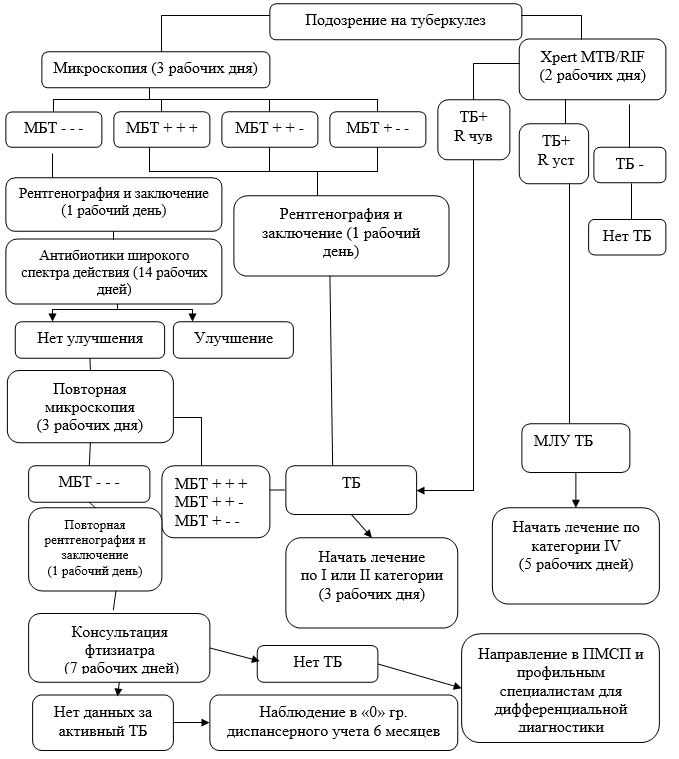 Подозрение на туберкулез
Микроскопия (3 рабочих дня)
Xpert MTB/RIF
(2 рабочих дня)
МБТ - - -
МБТ + + +
МБТ + + -
МБТ + - -
ТБ+
R чув
ТБ+
R уст
ТБ -
Рентгенография и заключение
(1 рабочий день)
Рентгенография и
заключение (1 рабочий
день)
Нет ТБ
Антибиотики широкого
спектра действия (14 рабочих
дней)
Нет улучшения
Улучшение
Повторная
микроскопия
(3 рабочих дня)
МЛУ ТБ
МБТ - - -
МБТ + + +
МБТ + + -
МБТ + - -
ТБ
Повторная
рентгенография и
заключение
(1 рабочий день)
Начать лечение
по I или II категории
(3 рабочих дня)
Начать лечение по
категории IV
(5 рабочих дней)
Консультация
фтизиатра
(7 рабочих дней)
Нет ТБ
Направление в ПМСП и
профильным
специалистам для
дифференциальной
диагностики
Нет данных за
активный ТБ
Наблюдение в «0» гр.
диспансерного учета 6 месяцев